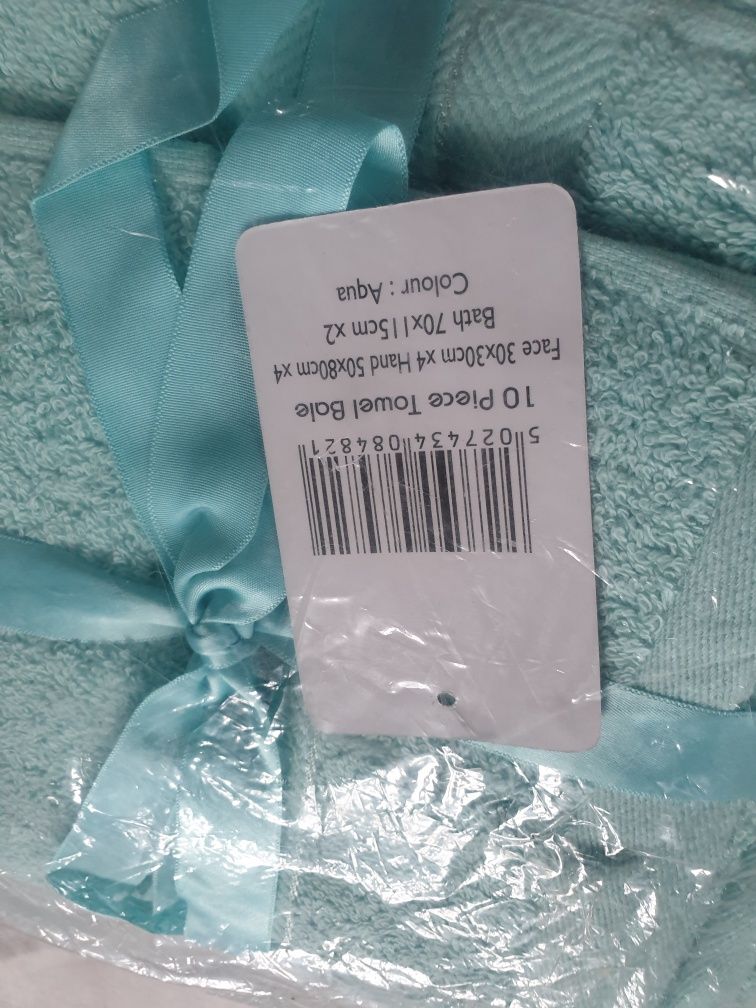 5 027434 084821
10 Piece Towel Bale
Face 30x30cm x4 Hand 50x80cm x4
Bath 70x115cm x2
Colour : Aqua